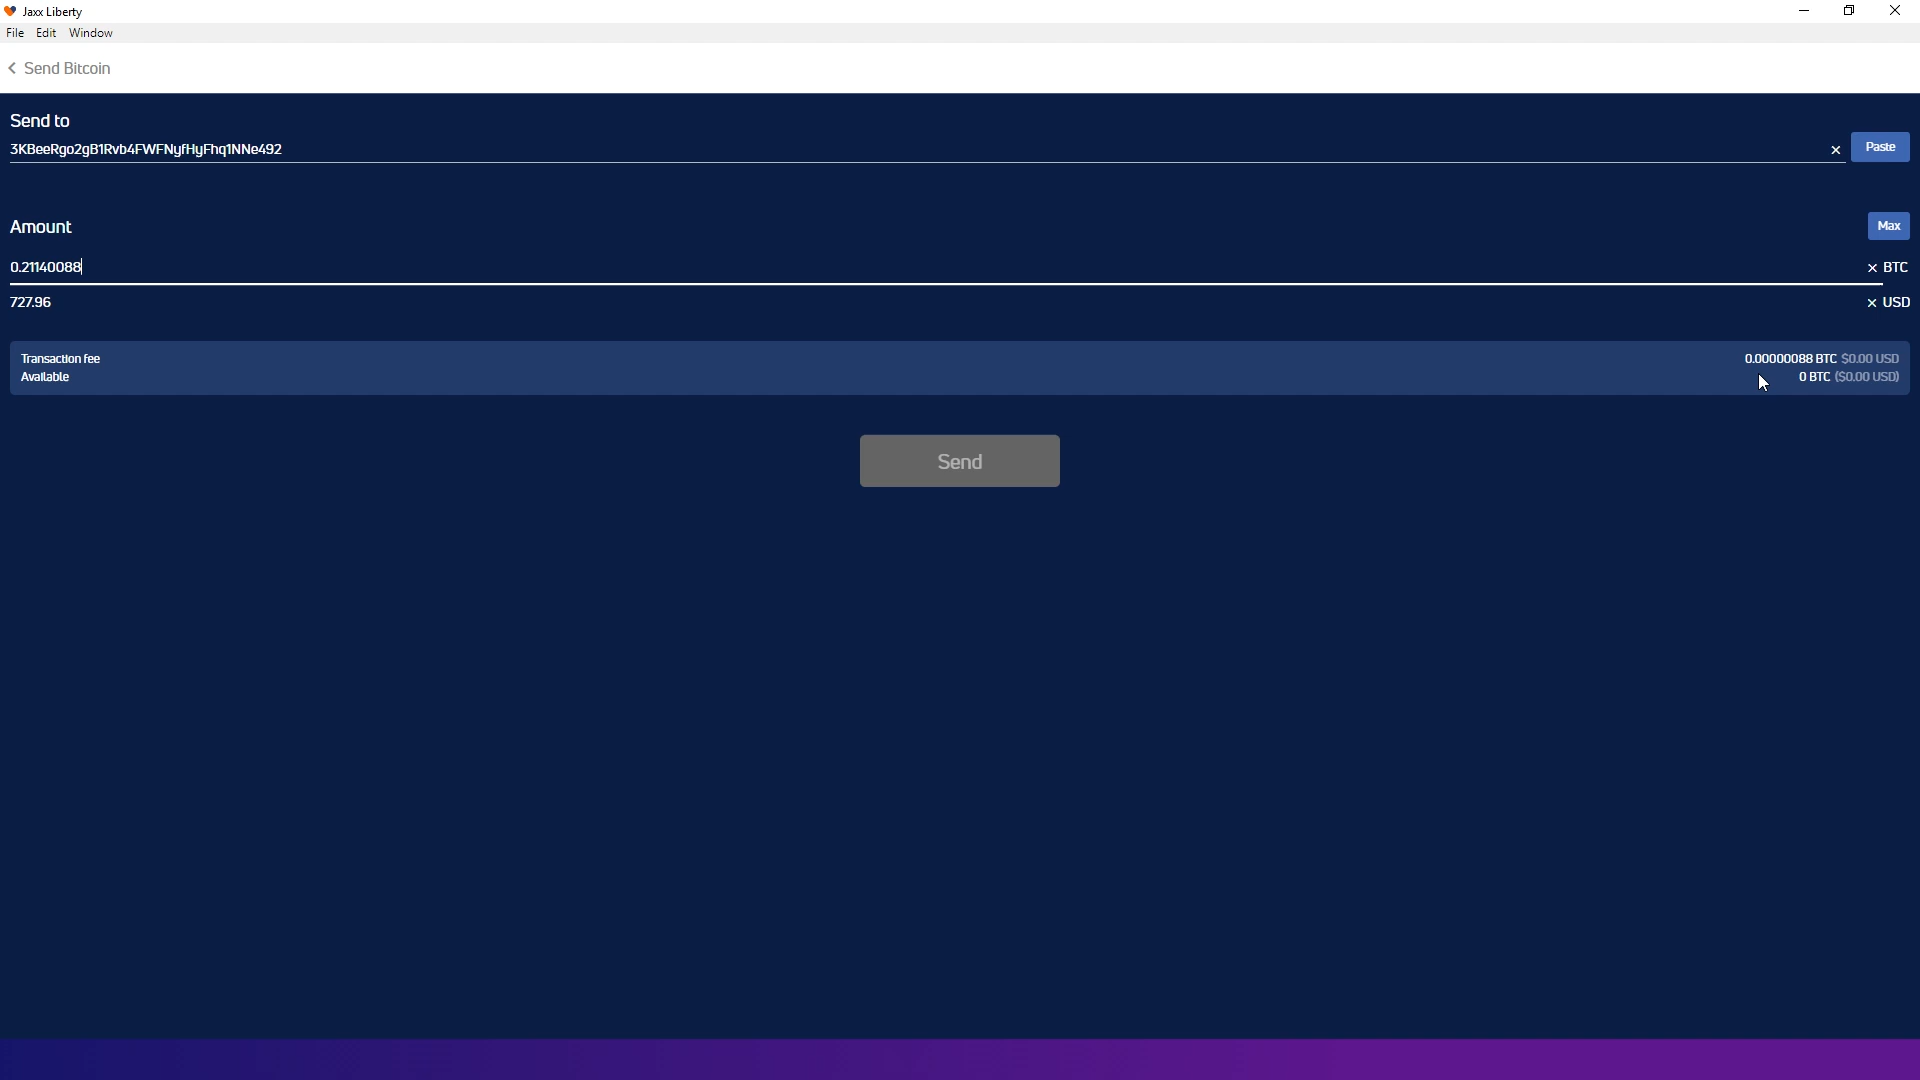 Jaxx Liberty
File Edit Window
Send Bitcoin
Send to
3KBeeRgo2gB1Rvb4FWFNyfHyFhq1NNe492
Paste
Amount
Max
0.21140088
BTC
727.96
USD
Transaction fee 0.00000088 BTC $0.00 USD
Available 0 BTC ($0.00 USD)
Send